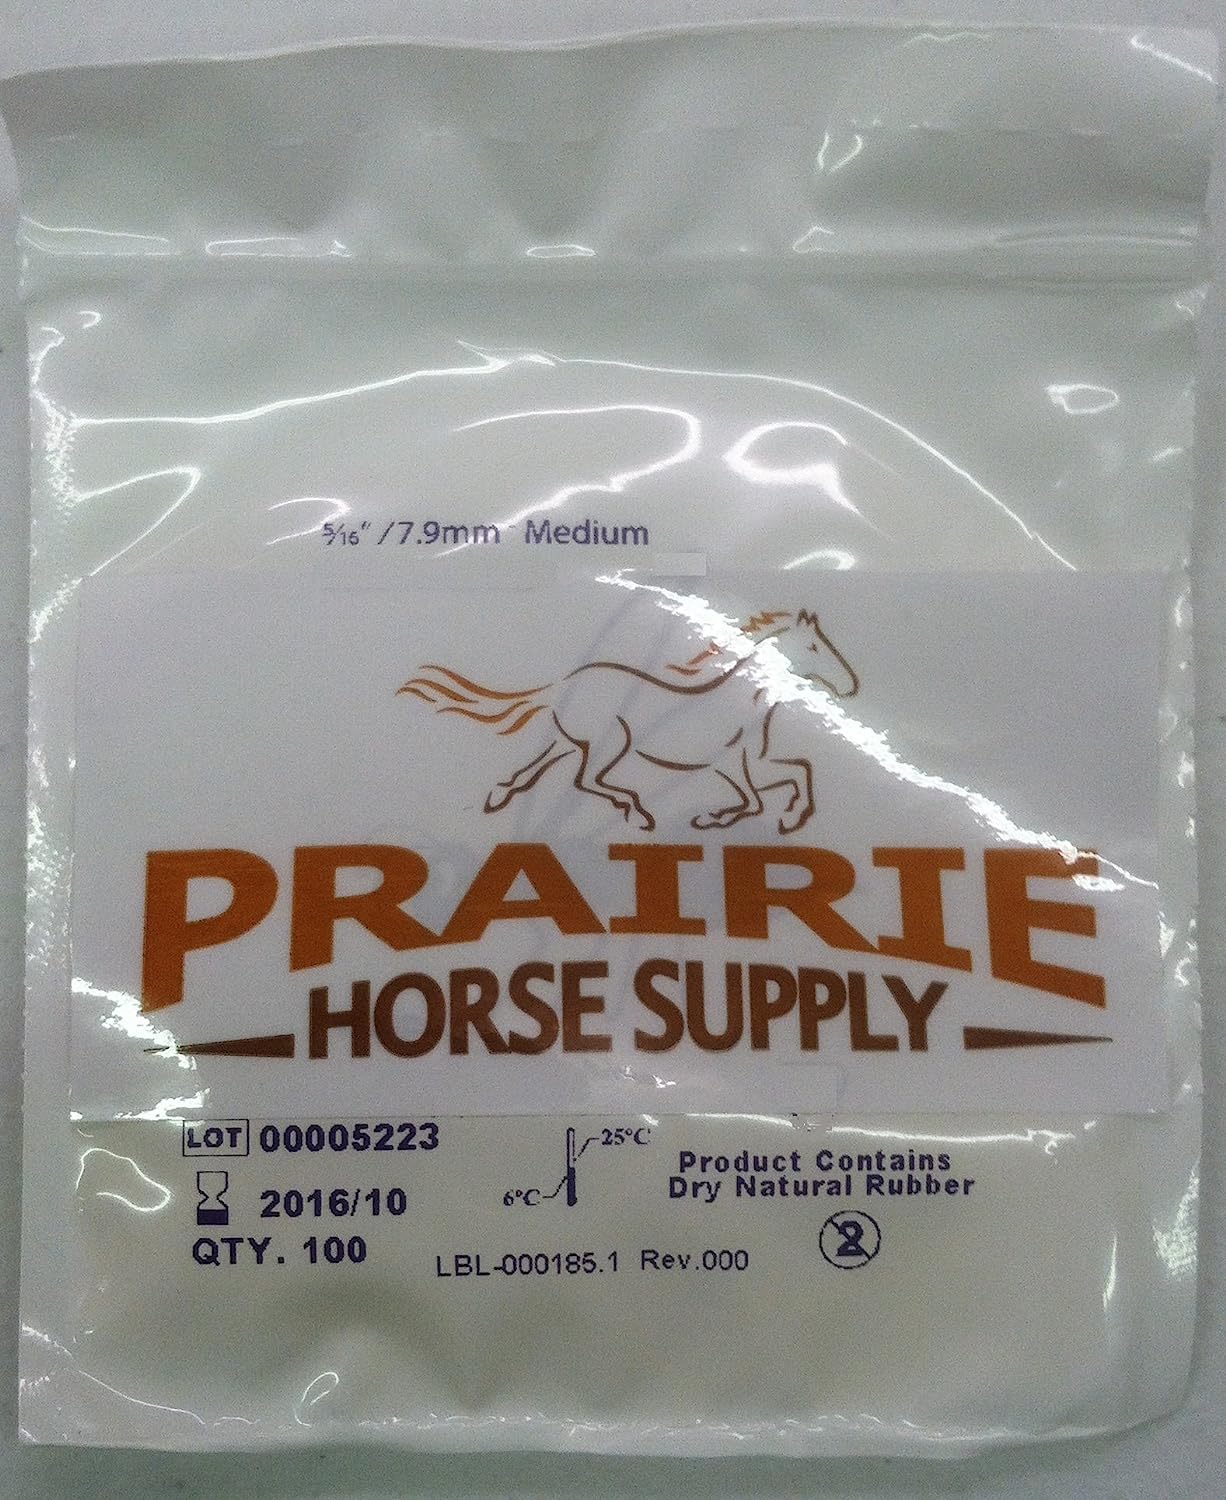 5/16" / 7.9mm Medium
PRAIRIE
HORSE SUPPLY
LOT 00005223
25°C
6°C
Product Contains
Dry Natural Rubber
2016/10
2
QTY. 100
LBL-000185.1 Rev.000